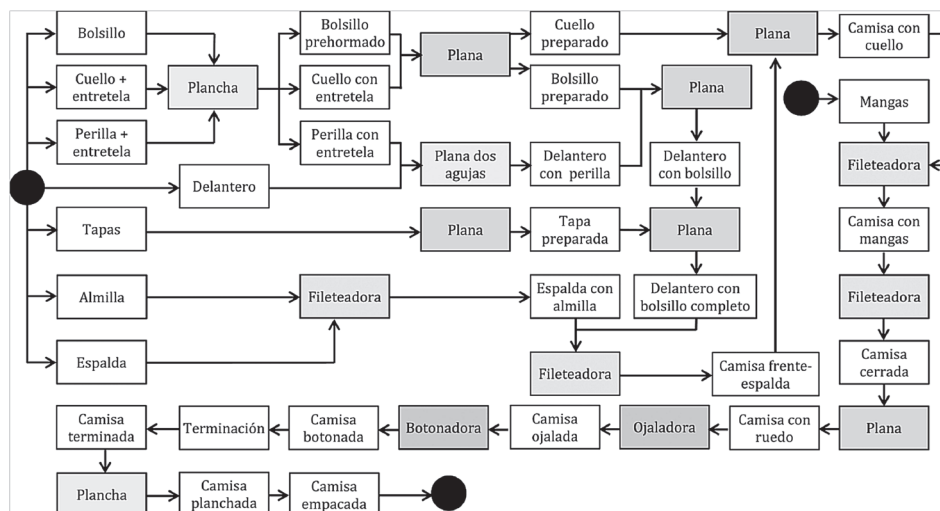 Bolsillo
Cuello +
entretela
Perilla +
entretela
Plancha
Bolsillo
prehormado
Cuello con
entretela
Perilla con
entretela
Plana
Cuello
preparado
Bolsillo
preparado
Plana
Camisa con
cuello
Plana
Mangas
Delantero
Plana dos
agujas
Delantero
con perilla
Delantero
con bolsillo
Fileteadora
Tapas
Plana
Tapa
preparada
Plana
Camisa con
mangas
Almilla
Fileteadora
Espalda con
almilla
Delantero con
bolsillo completo
Fileteadora
Espalda
Fileteadora
Camisa frente-
espalda
Camisa
cerrada
Camisa
terminada
Terminación
Camisa
botonada
Botonadora
Camisa
ojalada
Ojaladora
Camisa con
ruedo
Plana
Plancha
Camisa
planchada
Camisa
empacada